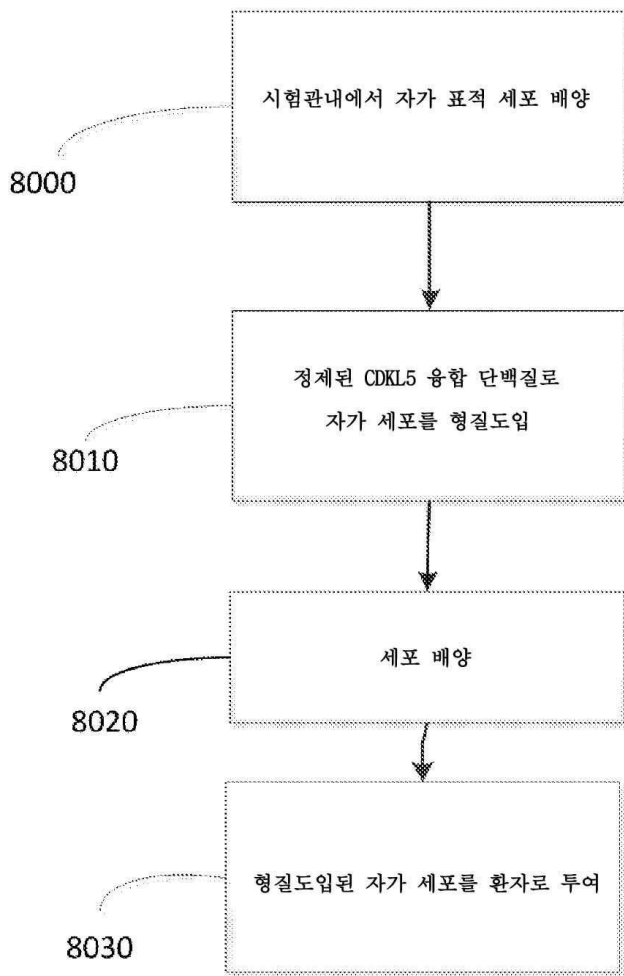 시험관내에서 자가 표적 세포 배양
8000
정제된 CDKL5 융합 단백질로
자가 세포를 형질도입
8010
세포 배양
8020
형질도입된 자가 세포를 환자로 투여
8030